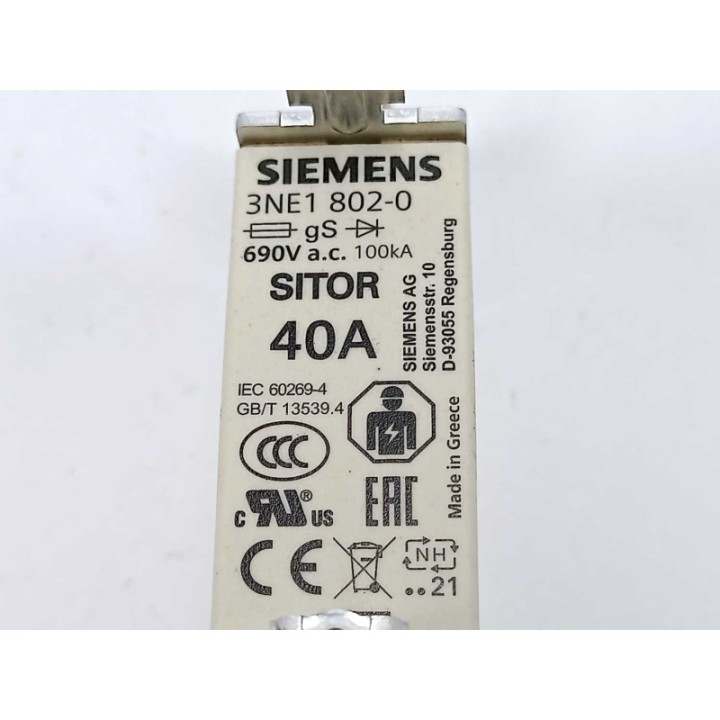 SIEMENS
3NE1 802-0
gS
690V a.c. 100kA
SITOR
40A
SIEMENS AG
Siemensstr. 10
D-93055 Regensburg
IEC 60269-4
GB/T 13539.4
Made in Greece
CCC
c RU ® US
EAC
CE
NH
..21